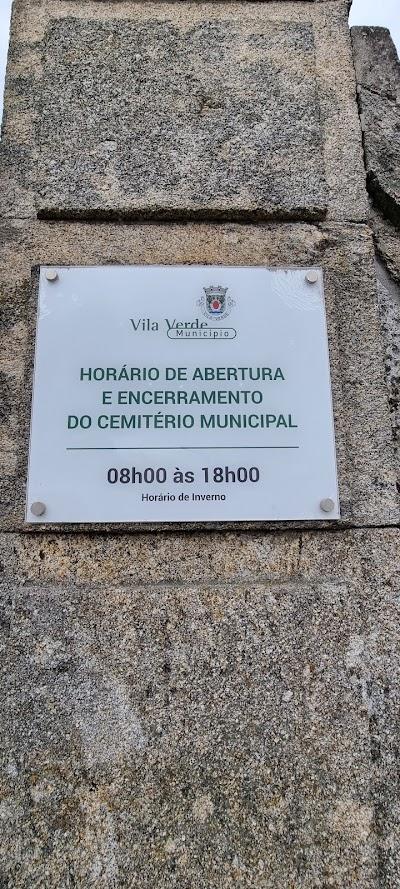 Vila Verde
Município
HORÁRIO DE ABERTURA
E ENCERRAMENTO
DO CEMITÉRIO MUNICIPAL
08h00 às 18h00
Horário de Inverno